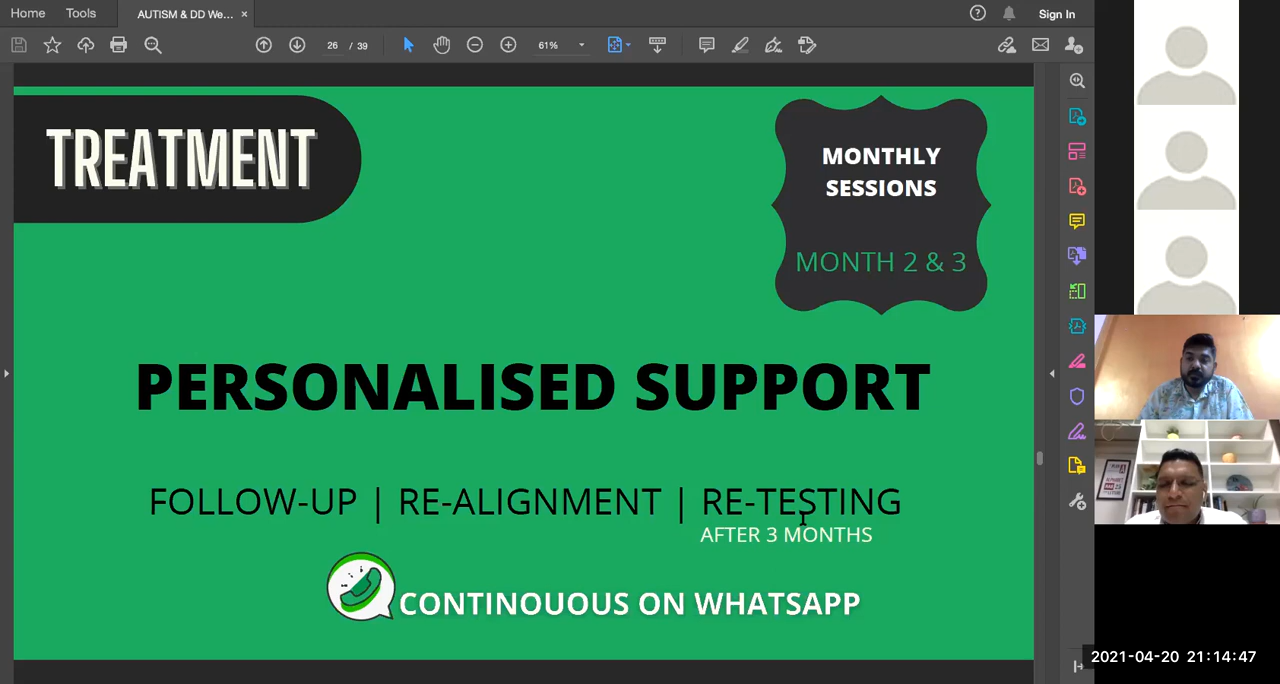 Home Tools AUTISM & DD We... × Sign In
26 / 39 61%
TREATMENT
MONTHLY
SESSIONS
MONTH 2 & 3
PERSONALISED SUPPORT
FOLLOW-UP | RE-ALIGNMENT | RE-TESTING
AFTER 3 MONTHS
CONTINOUOUS ON WHATSAPP
2021-04-20 21:14:47